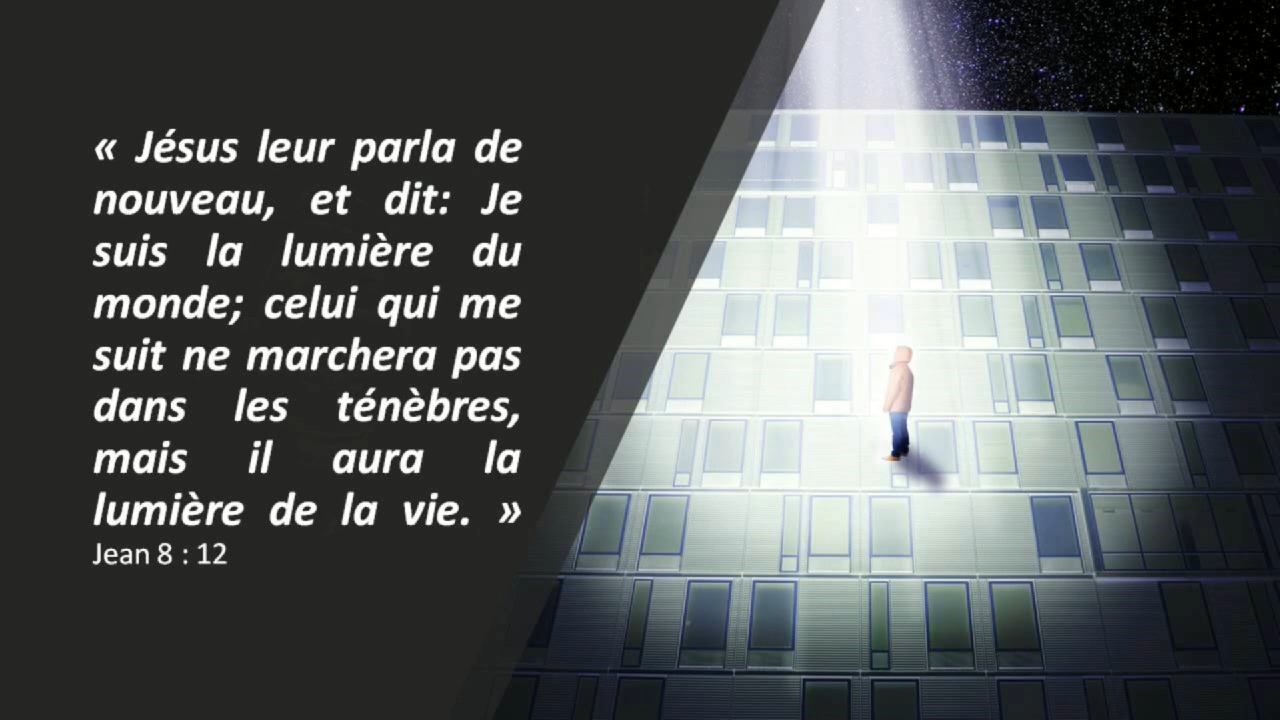 « Jésus leur parla de
nouveau, et dit: Je
suis la lumière du
monde; celui qui me
suit ne marchera pas
dans les ténèbres,
mais il aura la
lumière de la vie. »
Jean 8 : 12